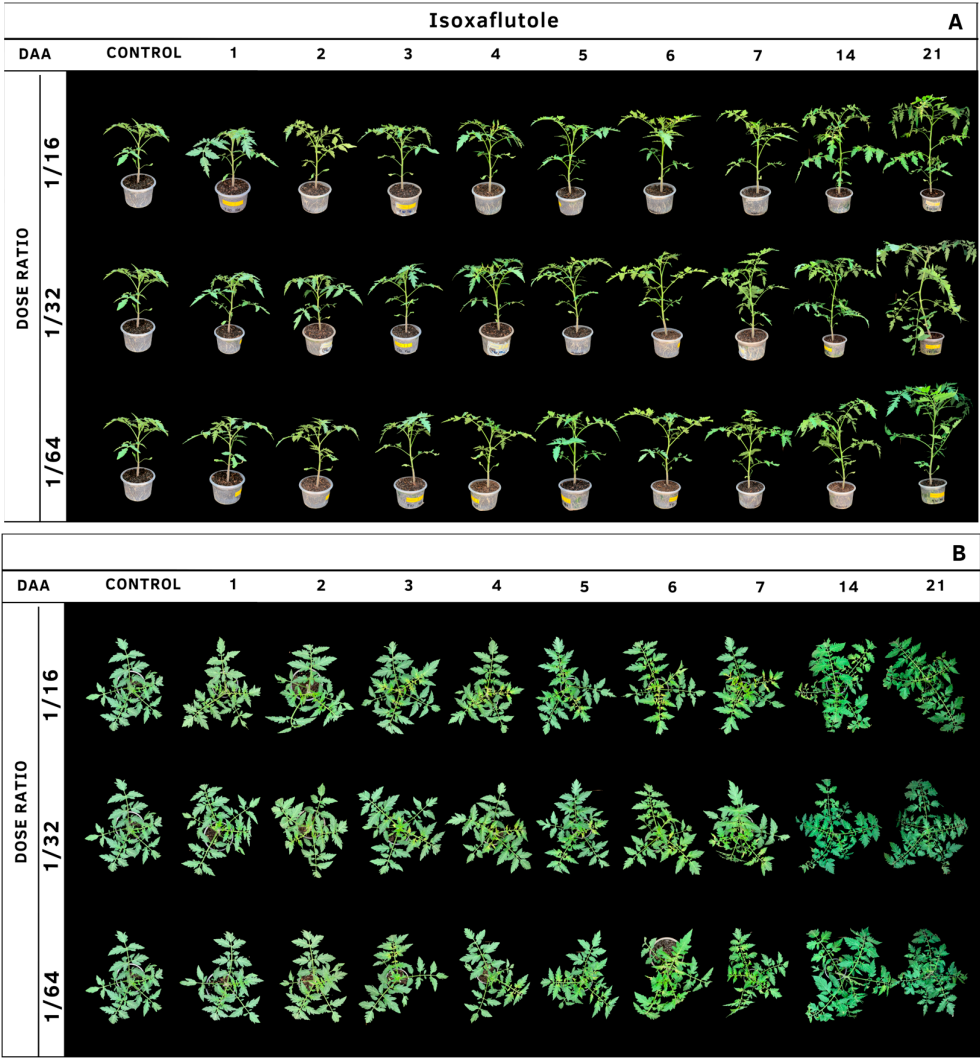 Isoxaflutole
A
DAA CONTROL 1 2 3 4 5 6 7 14 21
DOSE RATIO
1/16
1/32
1/64
B
DAA CONTROL 1 2 3 4 5 6 7 14 21
DOSE RATIO
1/16
1/32
1/64